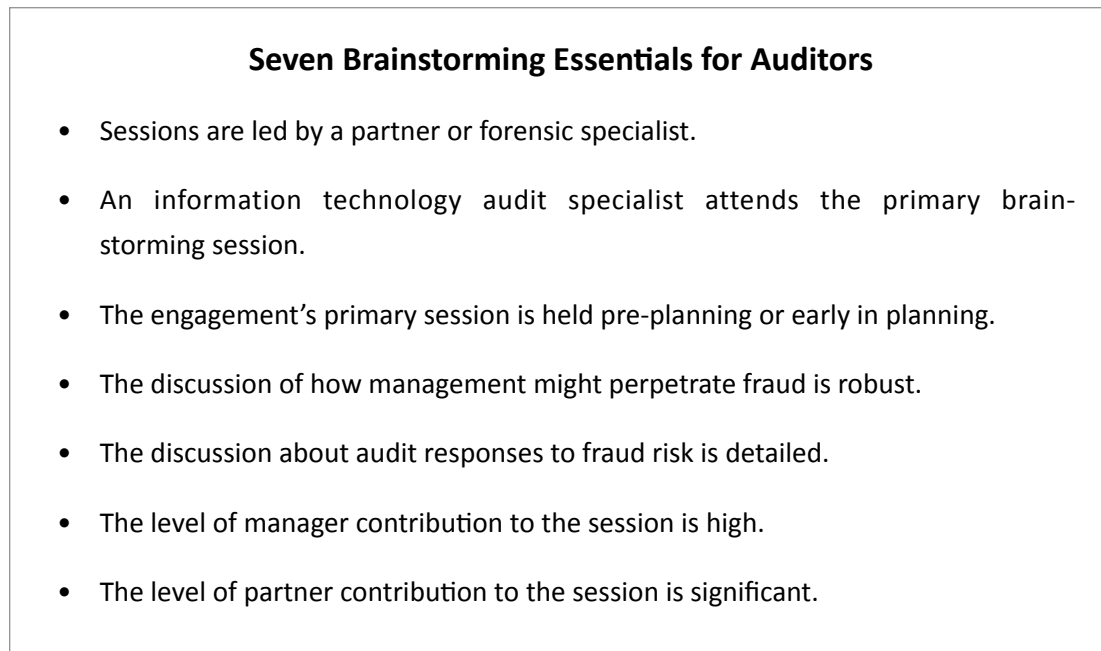 Seven Brainstorming Essentials for Auditors
• Sessions are led by a partner or forensic specialist.
• An information technology audit specialist attends the primary brain-
storming session.
• The engagement’s primary session is held pre-planning or early in planning.
• The discussion of how management might perpetrate fraud is robust.
• The discussion about audit responses to fraud risk is detailed.
• The level of manager contribution to the session is high.
• The level of partner contribution to the session is significant.